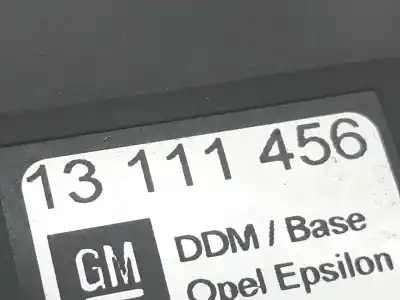 13 111 456
GM
DDM / Base
Opel Epsilon